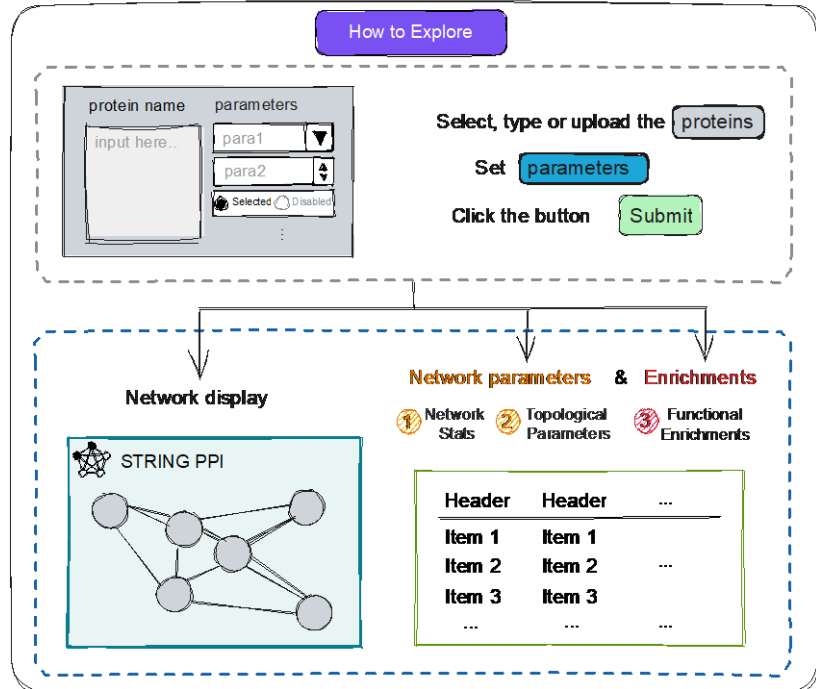 How to Explore
protein name
parameters
input here...
para1
para2
Selected
Disabled
⋮
Select, type or upload the proteins
Set parameters
Click the button Submit
Network display
STRING PPI
Network parameters & Enrichments
1 Network Stats
2 Topological Parameters
3 Functional Enrichments
Header Header ...
Item 1 Item 1
Item 2 Item 2 ...
Item 3 Item 3
... ... ...